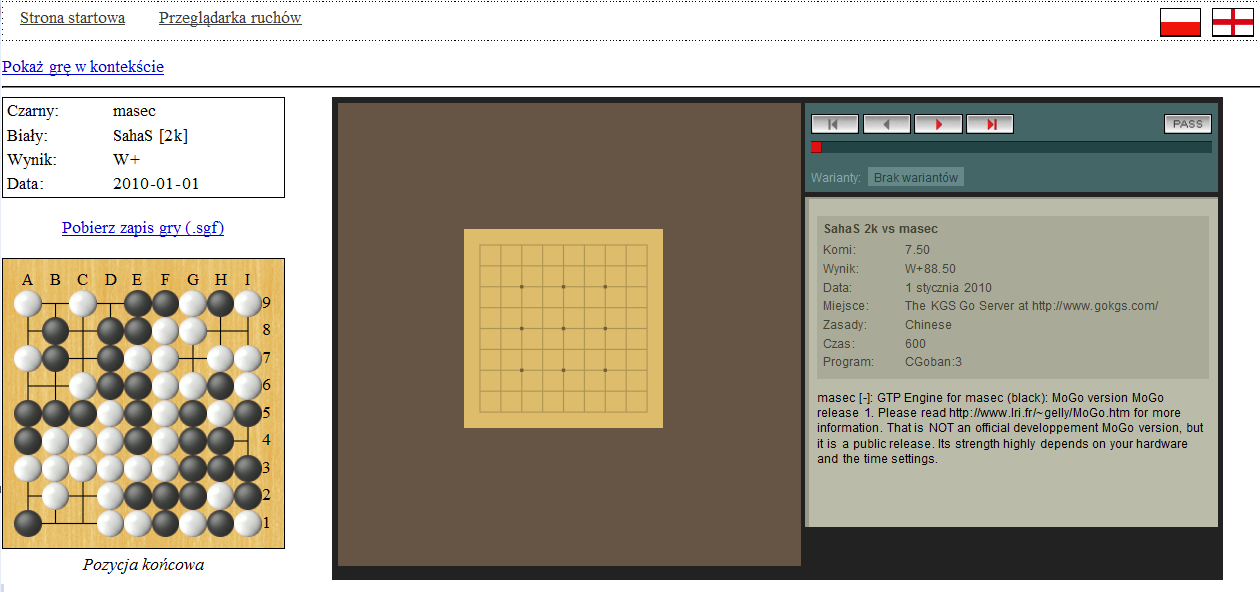 Strona startowa Przeglądarka ruchów
Pokaż grę w kontekście
Czarny: masec
Biały: SahaS [2k]
Wynik: W+
Data: 2010-01-01
Pobierz zapis gry (.sgf)
A B C D E F G H I
9
8
7
6
5
4
3
2
1
Pozycja końcowa
PASS
Warianty: Brak wariantów
SahaS 2k vs masec
Komi: 7.50
Wynik: W+88.50
Data: 1 stycznia 2010
Miejsce: The KGS Go Server at http://www.gokgs.com/
Zasady: Chinese
Czas: 600
Program: CGoban:3
masec [-]: GTP Engine for masec (black): MoGo version MoGo
release 1. Please read http://www.lri.fr/~gelly/MoGo.htm for more
information. That is NOT an official developpement MoGo version, but
it is a public release. Its strength highly depends on your hardware
and the time settings.